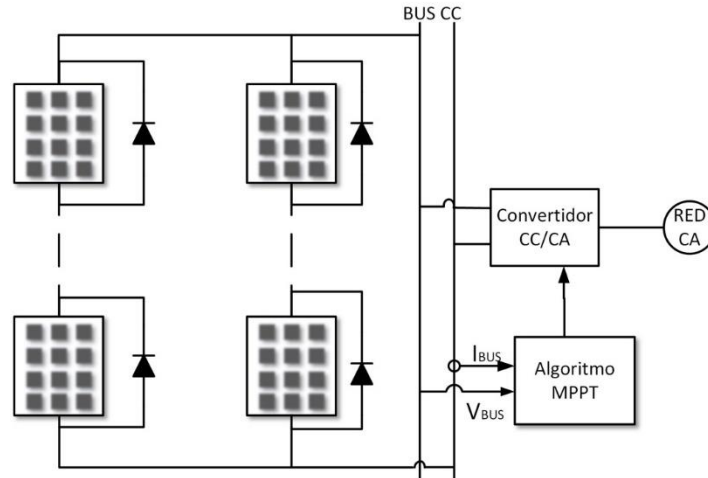 BUS CC
Convertidor
CC/CA
RED
CA
IBUS
VBUS
Algoritmo
MPPT